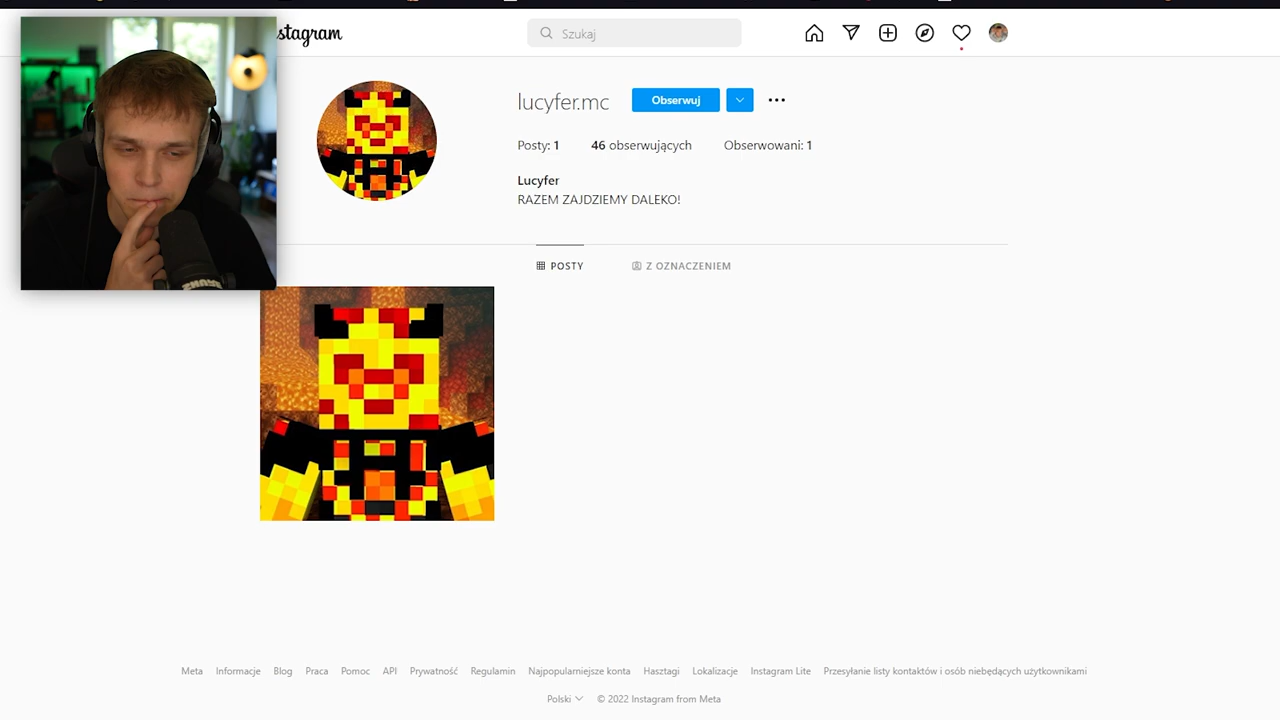 nstagram
Szukaj
lucyfer.mc
Obserwuj
Posty: 1 46 obserwujących Obserwowani: 1
Lucyfer
RAZEM ZAJDZIEMY DALEKO!
POSTY Z OZNACZENIEM
Meta Informacje Blog Praca Pomoc API Prywatność Regulamin Najpopularniejsze konta Hasztagi Lokalizacje Instagram Lite Przesyłanie listy kontaktów i osób niebędących użytkownikami
Polski © 2022 Instagram from Meta